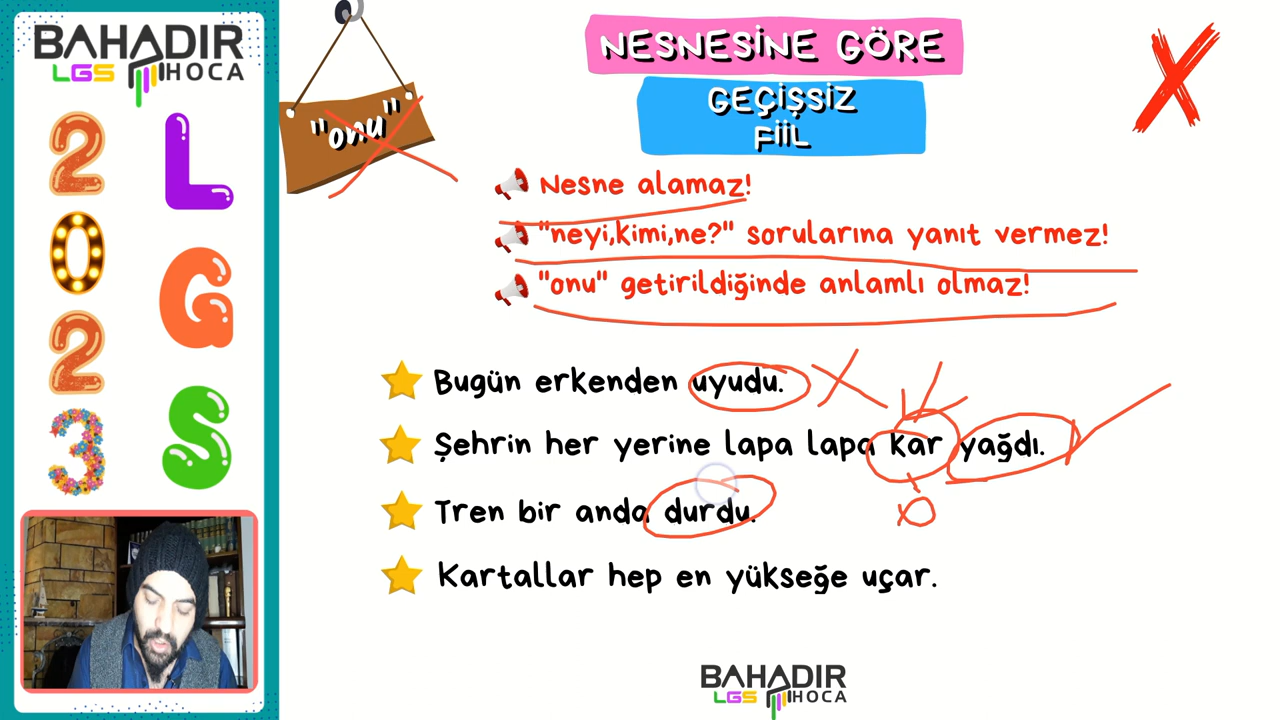 BAHADIR
LGS HOCA
2023
LGS
"onu"
NESNESİNE GÖRE
GEÇİŞSİZ
FİİL
Nesne alamaz!
"neyi,kimi,ne?" sorularına yanıt vermez!
"onu" getirildiğinde anlamlı olmaz!
Bugün erkenden uyudu.
Şehrin her yerine lapa lapa kar yağdı.
Tren bir anda durdu.
Kartallar hep en yükseğe uçar.
BAHADIR
LGS HOCA